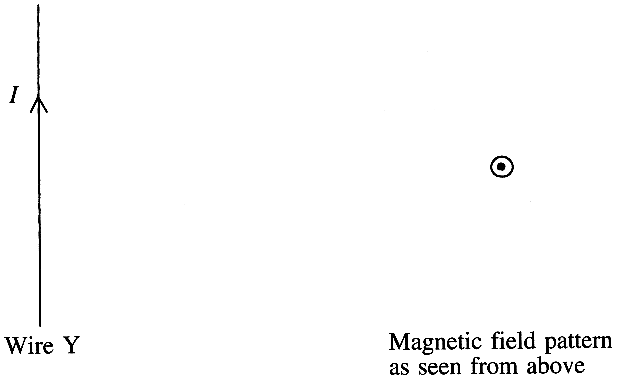 I
Wire Y
Magnetic field pattern
as seen from above